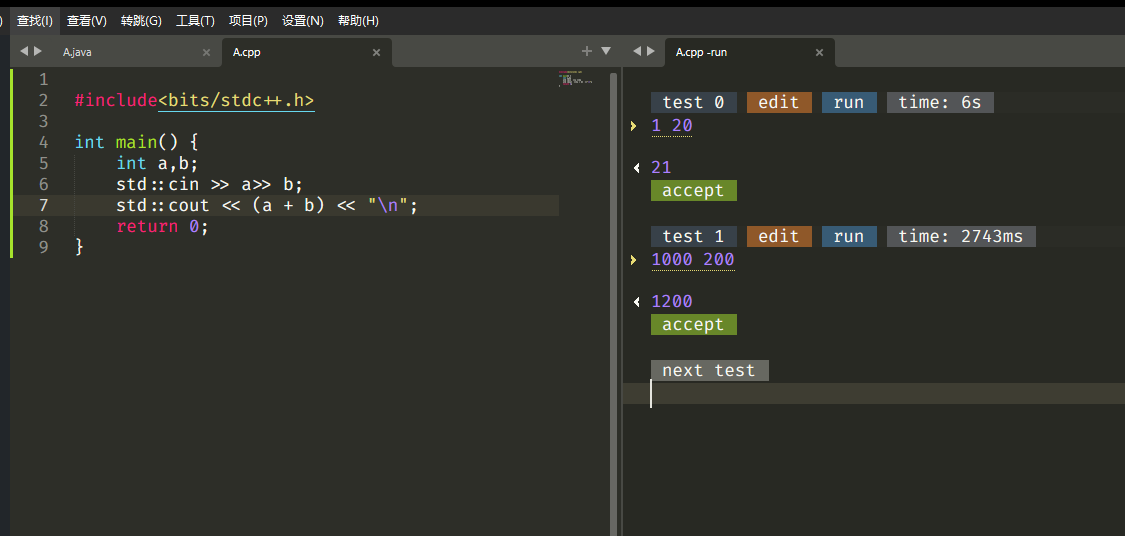 查找(I) 查看(V) 转跳(G) 工具(T) 项目(P) 设置(N) 帮助(H)
A.java × A.cpp × + A.cpp -run ×
1
2 #include<bits/stdc++.h>
3
4 int main() {
5 int a,b;
6 std::cin >> a>> b;
7 std::cout << (a + b) << "\n";
8 return 0;
9 }
test 0 edit run time: 6s
1 20
21
accept
test 1 edit run time: 2743ms
1000 200
1200
accept
next test